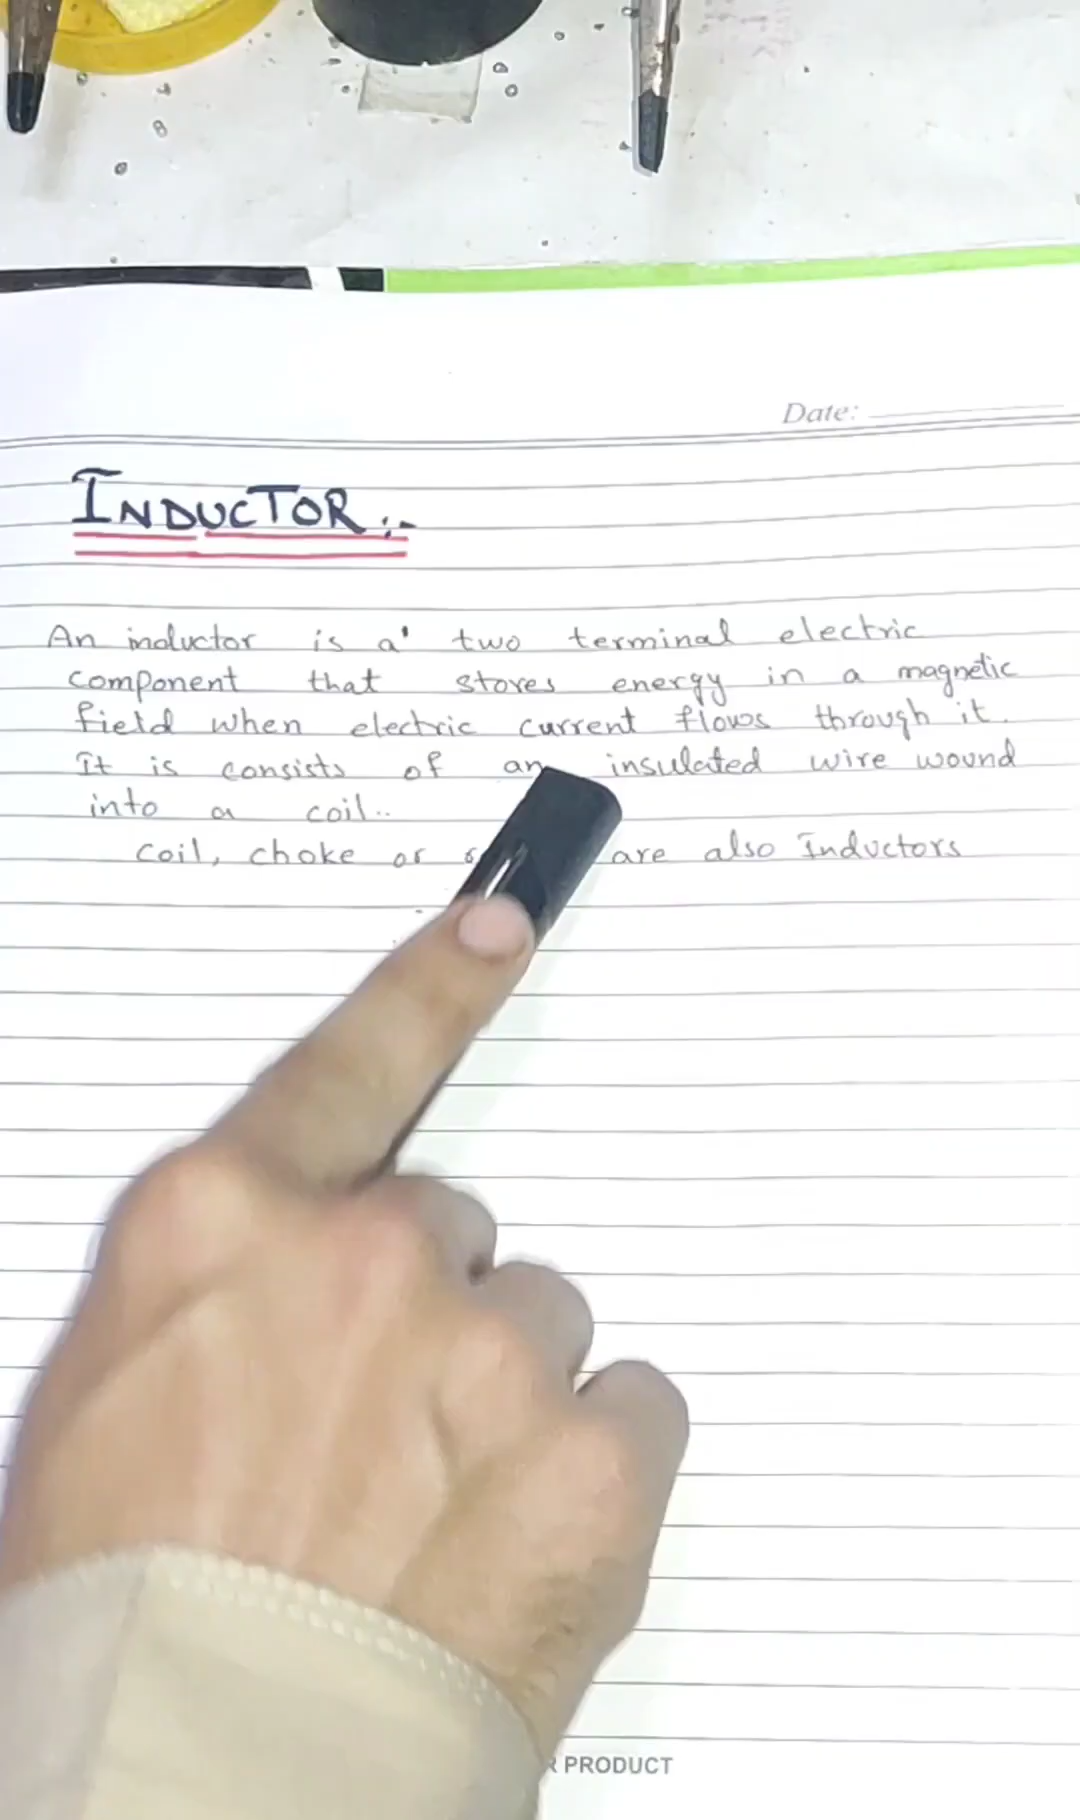 Date:
INDUCTOR:-
An inductor is a two terminal electric
component that stores energy in a magnetic
field when electric current flows through it.
It is consists of an insulated wire wound
into a coil..
Coil, choke or are also Inductors
PRODUCT